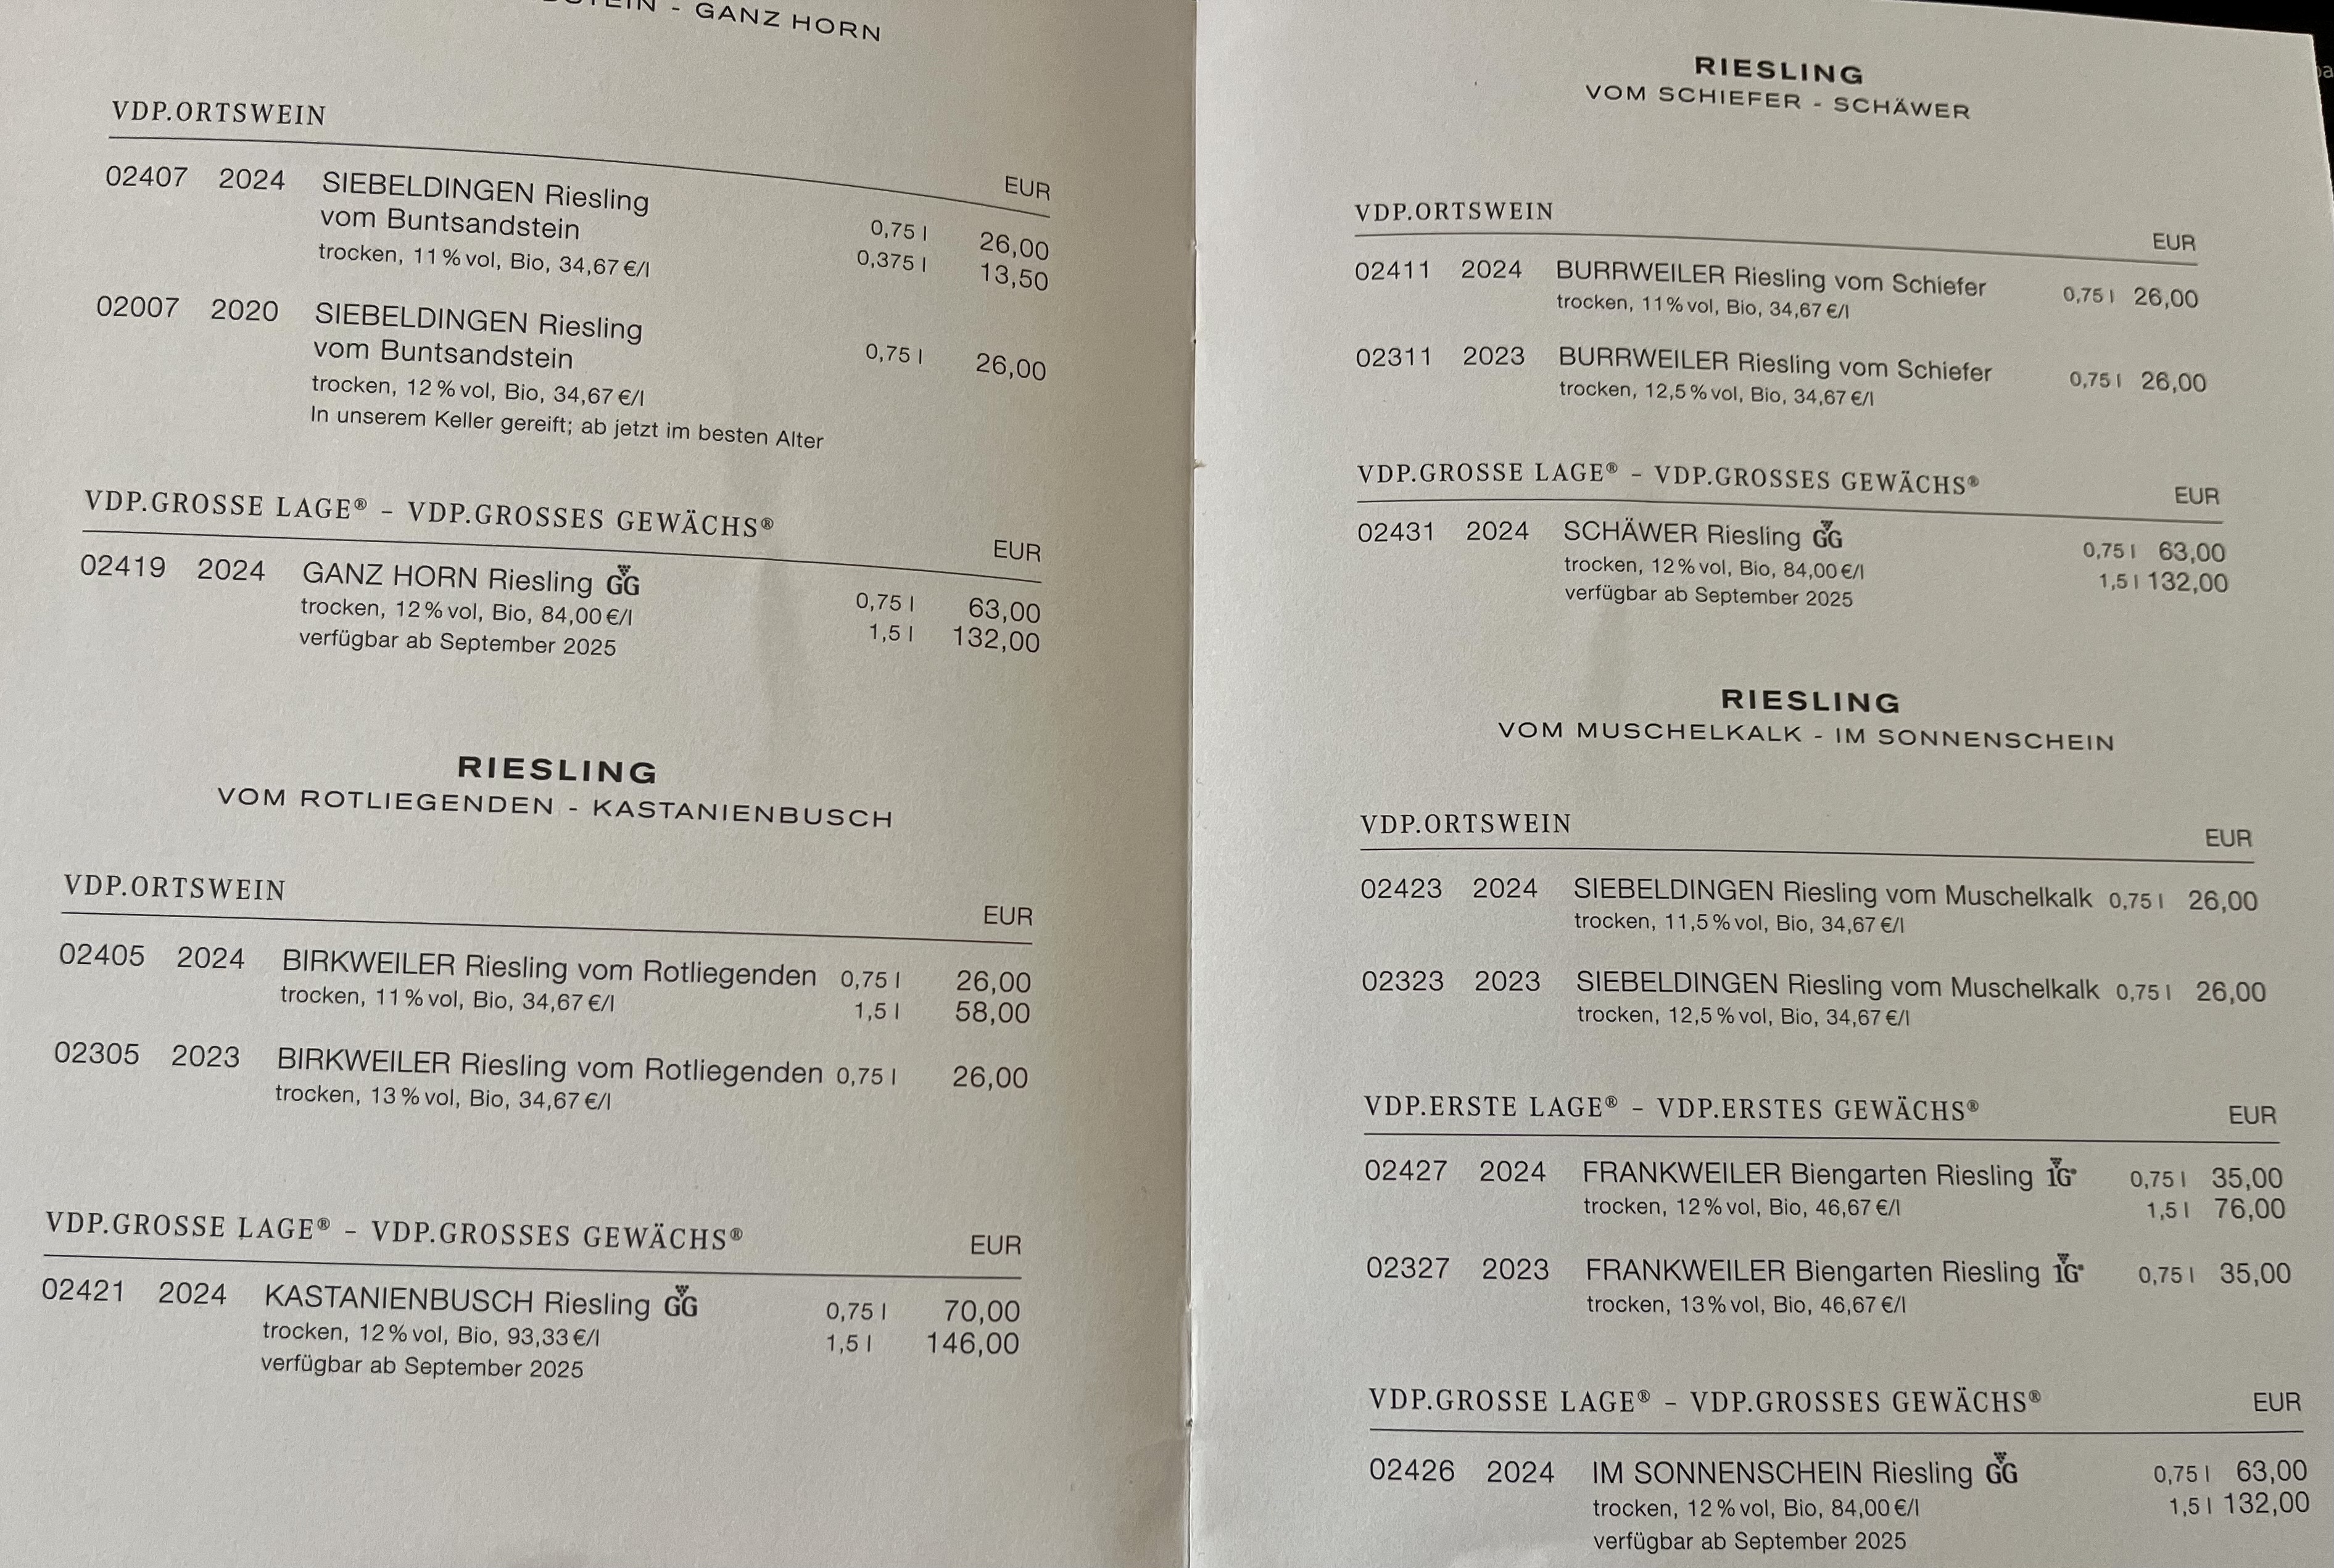 - GANZ HORN
VDP.ORTSWEIN
EUR
02407 2024 SIEBELDINGEN Riesling
vom Buntsandstein 0,75 l 26,00
trocken, 11 % vol, Bio, 34,67 €/l 0,375 l 13,50
02007 2020 SIEBELDINGEN Riesling
vom Buntsandstein 0,75 l 26,00
trocken, 12 % vol, Bio, 34,67 €/l
In unserem Keller gereift; ab jetzt im besten Alter
VDP.GROSSE LAGE® – VDP.GROSSES GEWÄCHS®
EUR
02419 2024 GANZ HORN Riesling GG 0,75 l 63,00
trocken, 12 % vol, Bio, 84,00 €/l 1,5 l 132,00
verfügbar ab September 2025
RIESLING
VOM ROTLIEGENDEN - KASTANIENBUSCH
VDP.ORTSWEIN
EUR
02405 2024 BIRKWEILER Riesling vom Rotliegenden 0,75 l 26,00
trocken, 11 % vol, Bio, 34,67 €/l 1,5 l 58,00
02305 2023 BIRKWEILER Riesling vom Rotliegenden 0,75 l 26,00
trocken, 13 % vol, Bio, 34,67 €/l
VDP.GROSSE LAGE® – VDP.GROSSES GEWÄCHS® EUR
02421 2024 KASTANIENBUSCH Riesling GG 0,75 l 70,00
trocken, 12 % vol, Bio, 93,33 €/l 1,5 l 146,00
verfügbar ab September 2025
RIESLING
VOM SCHIEFER - SCHÄWER
VDP.ORTSWEIN
EUR
02411 2024 BURRWEILER Riesling vom Schiefer 0,75 l 26,00
trocken, 11 % vol, Bio, 34,67 €/l
02311 2023 BURRWEILER Riesling vom Schiefer 0,75 l 26,00
trocken, 12,5 % vol, Bio, 34,67 €/l
VDP.GROSSE LAGE® – VDP.GROSSES GEWÄCHS® EUR
02431 2024 SCHÄWER Riesling GG 0,75 l 63,00
trocken, 12 % vol, Bio, 84,00 €/l 1,5 l 132,00
verfügbar ab September 2025
RIESLING
VOM MUSCHELKALK - IM SONNENSCHEIN
VDP.ORTSWEIN EUR
02423 2024 SIEBELDINGEN Riesling vom Muschelkalk 0,75 l 26,00
trocken, 11,5 % vol, Bio, 34,67 €/l
02323 2023 SIEBELDINGEN Riesling vom Muschelkalk 0,75 l 26,00
trocken, 12,5 % vol, Bio, 34,67 €/l
VDP.ERSTE LAGE® – VDP.ERSTES GEWÄCHS® EUR
02427 2024 FRANKWEILER Biengarten Riesling 1G® 0,75 l 35,00
trocken, 12 % vol, Bio, 46,67 €/l 1,5 l 76,00
02327 2023 FRANKWEILER Biengarten Riesling 1G® 0,75 l 35,00
trocken, 13 % vol, Bio, 46,67 €/l
VDP.GROSSE LAGE® – VDP.GROSSES GEWÄCHS® EUR
02426 2024 IM SONNENSCHEIN Riesling GG 0,75 l 63,00
trocken, 12 % vol, Bio, 84,00 €/l 1,5 l 132,00
verfügbar ab September 2025